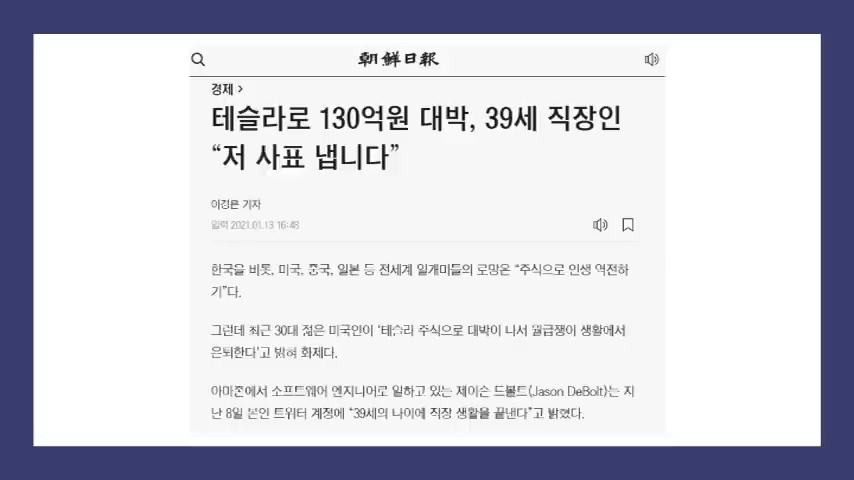 朝鮮日報
경제 >
테슬라로 130억원 대박, 39세 직장인
“저 사표 냅니다”
이경은 기자
입력 2021.01.13 16:48
한국을 비롯, 미국, 중국, 일본 등 전세계 일개미들의 로망은 “주식으로 인생 역전하
기”다.
그런데 최근 30대 젊은 미국인이 ‘테슬라 주식으로 대박이 나서 월급쟁이 생활에서
은퇴한다’고 밝혀 화제다.
아마존에서 소프트웨어 엔지니어로 일하고 있는 제이슨 드볼트(Jason DeBolt)는 지
난 8일 본인 트위터 계정에 “39세의 나이에 직장 생활을 끝낸다”고 밝혔다.